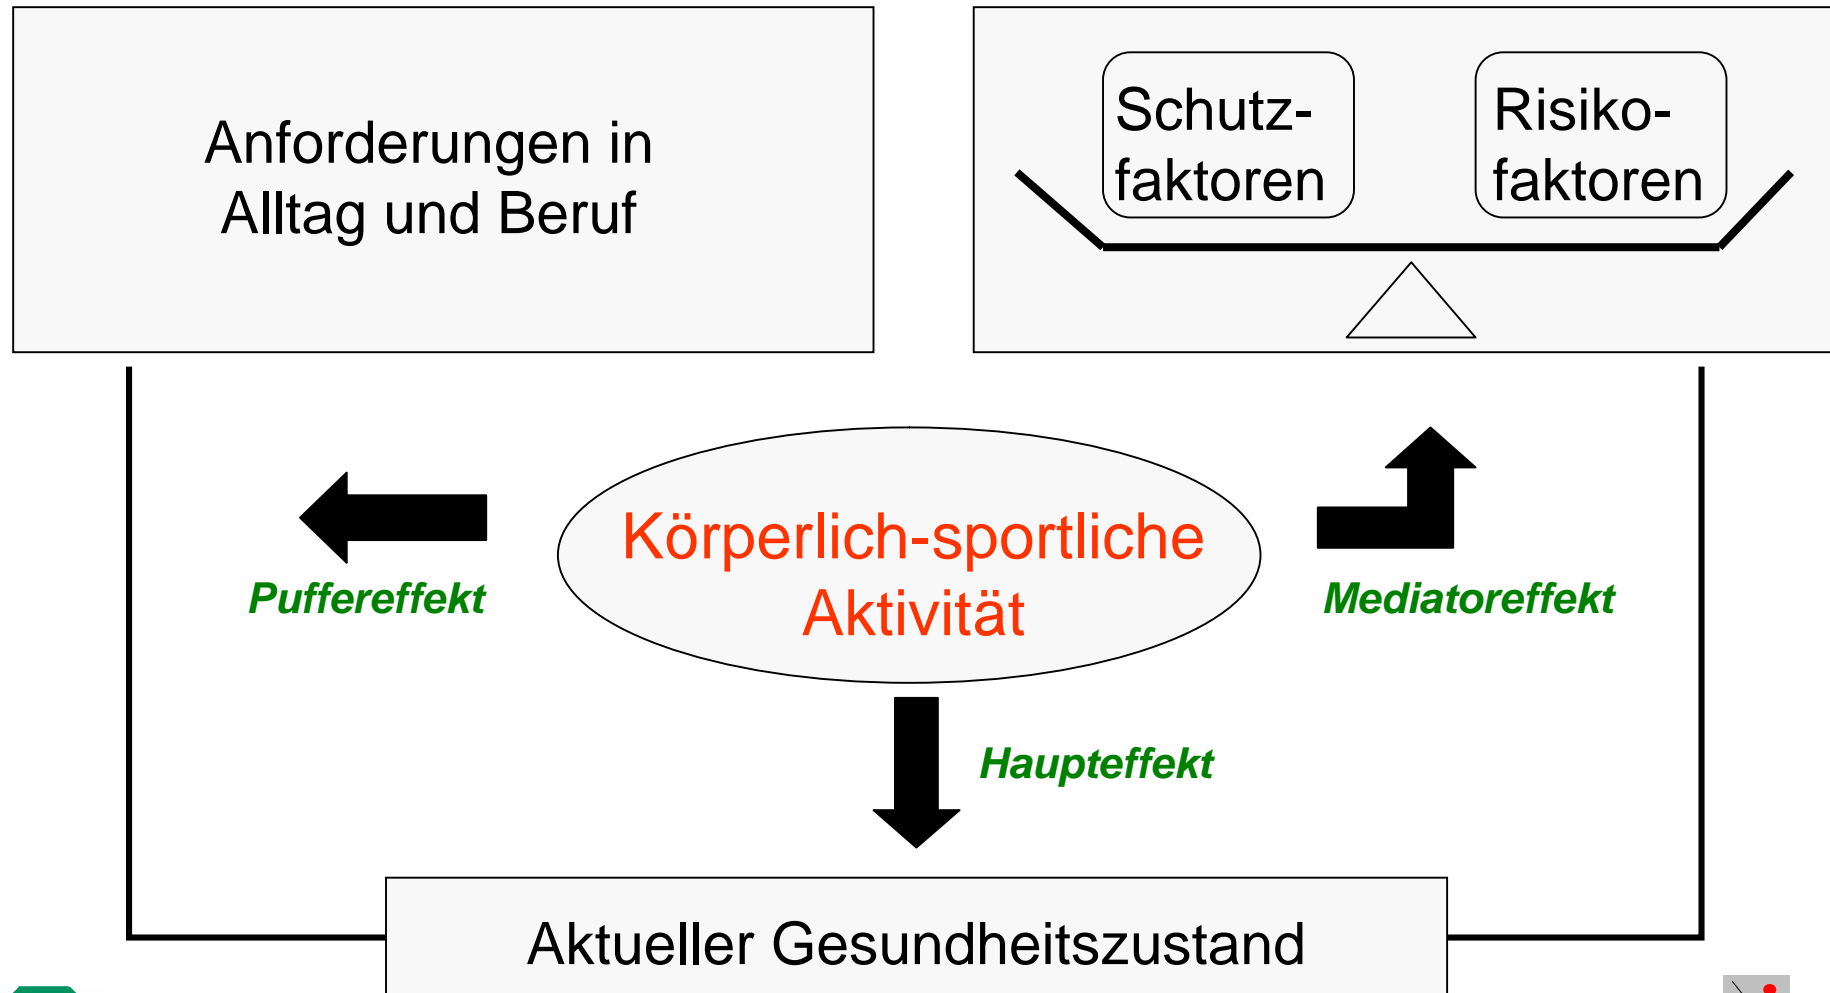 Anforderungen in
Alltag und Beruf
Schutz-
faktoren
Risiko-
faktoren
Körperlich-sportliche
Aktivität
Puffereffekt
Mediatoreffekt
Haupteffekt
Aktueller Gesundheitszustand